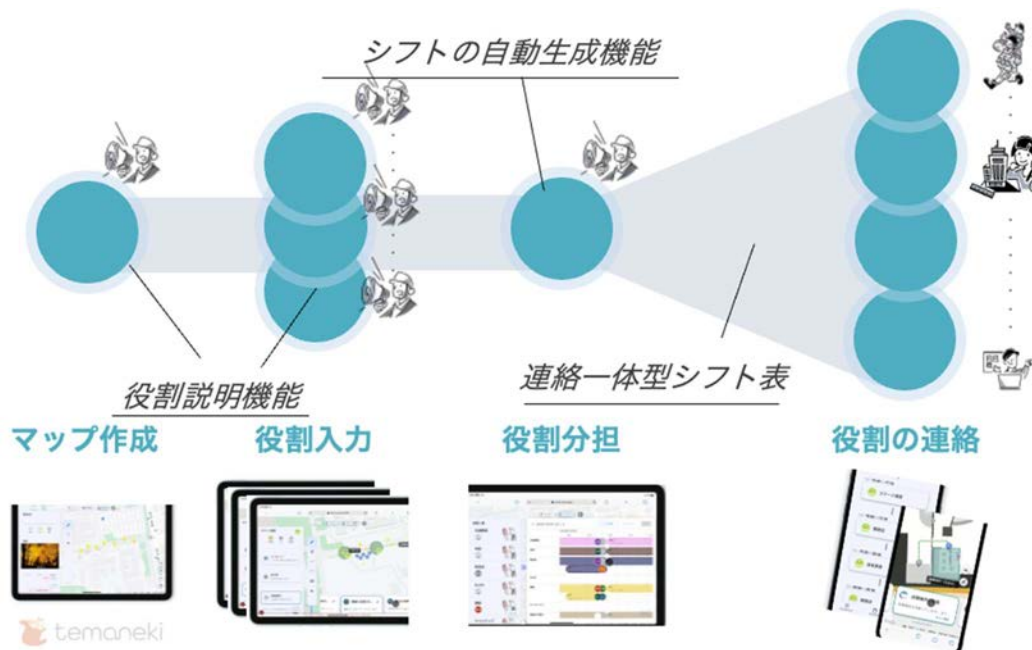 シフトの自動生成機能
役割説明機能
連絡一体型シフト表
マップ作成
役割入力
役割分担
役割の連絡
temaneki